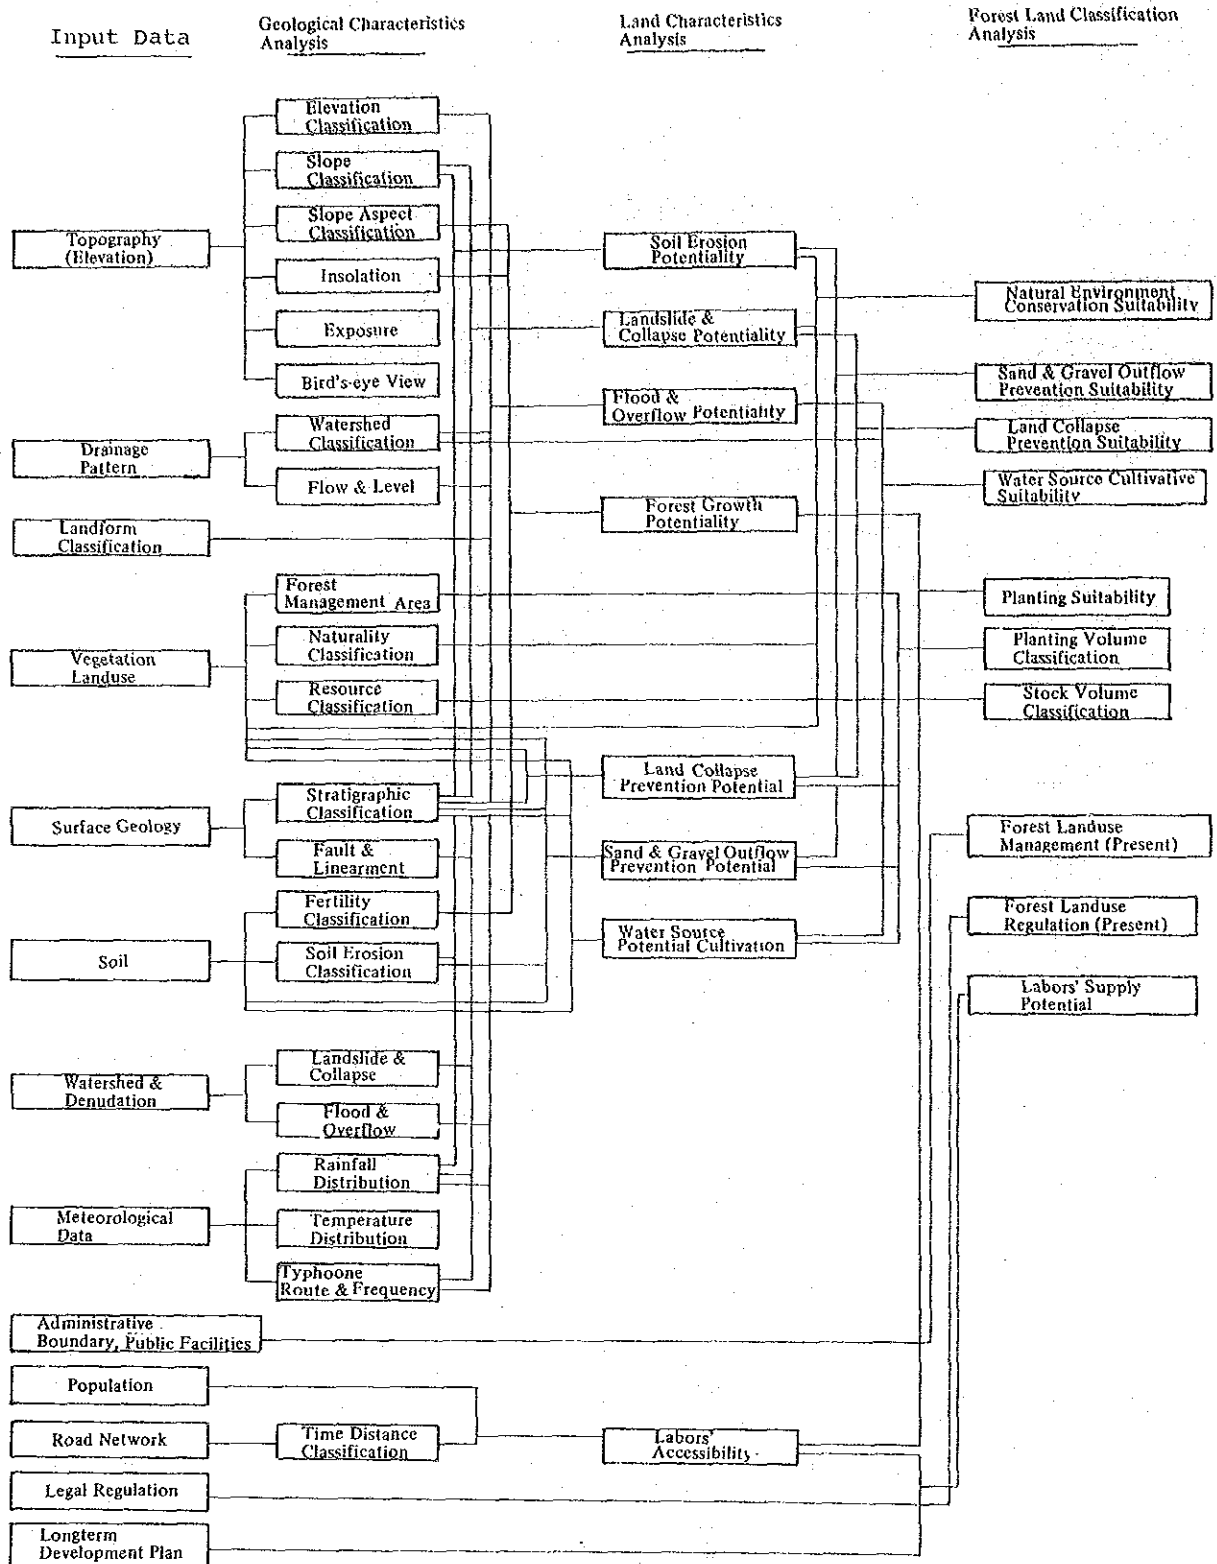 Input Data
Geological Characteristics
Analysis
Land Characteristics
Analysis
Forest Land Classification
Analysis
Topography
(Elevation)
Drainage
Pattern
Landform
Classification
Vegetation
Landuse
Surface Geology
Soil
Watershed &
Denudation
Meteorological
Data
Administrative
Boundary, Public Facilities
Population
Road Network
Legal Regulation
Longterm
Development Plan
Elevation
Classification
Slope
Classification
Slope Aspect
Classification
Insolation
Exposure
Bird's-eye View
Watershed
Classification
Flow & Level
Forest
Management Area
Naturality
Classification
Resource
Classification
Stratigraphic
Classification
Fault &
Linearment
Fertility
Classification
Soil Erosion
Classification
Landslide &
Collapse
Flood &
Overflow
Rainfall
Distribution
Temperature
Distribution
Typhoone
Route & Frequency
Time Distance
Classification
Soil Erosion
Potentiality
Landslide &
Collapse Potentiality
Flood &
Overflow Potentiality
Forest Growth
Potentiality
Land Collapse
Prevention Potential
Sand & Gravel Outflow
Prevention Potential
Water Source
Potential Cultivation
Labors'
Accessibility
Natural Environment
Conservation Suitability
Sand & Gravel Outflow
Prevention Suitability
Land Collapse
Prevention Suitability
Water Source Cultivative
Suitability
Planting Suitability
Planting Volume
Classification
Stock Volume
Classification
Forest Landuse
Management (Present)
Forest Landuse
Regulation (Present)
Labors' Supply
Potential